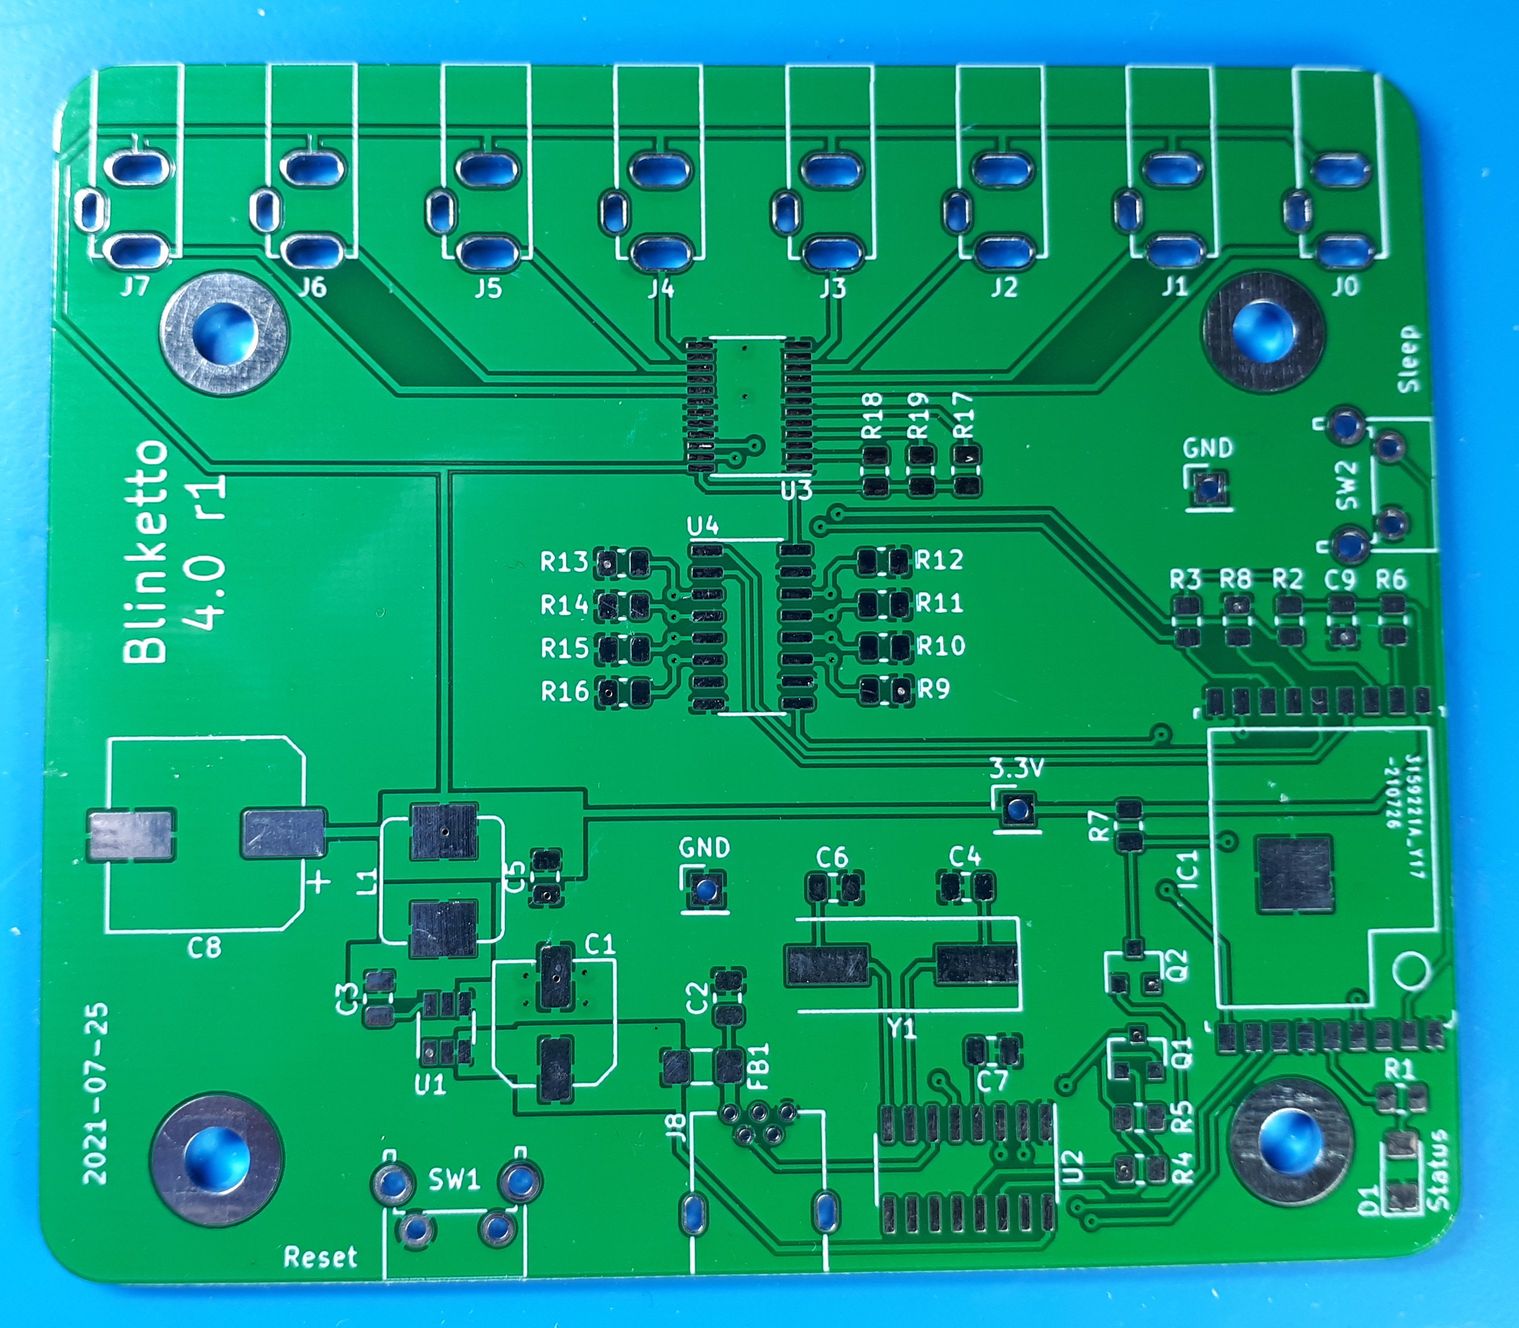 J7
J6
J5
J4
J3
J2
J1
J0
Sleep
R18
R19
R17
GND
SW2
U3
U4
Blinketto
4.0 r1
R13
R14
R15
R16
R12
R11
R10
R9
R3
R8
R2
C9
R6
3.3V
3159221A_Y17
-210726
R7
IC1
GND
C6
C4
L1
C5
C8
+
C1
C3
C2
Y1
Q2
Q1
U1
FB1
C7
R1
2021-07-25
J8
R5
R4
U2
SW1
D1
Status
Reset